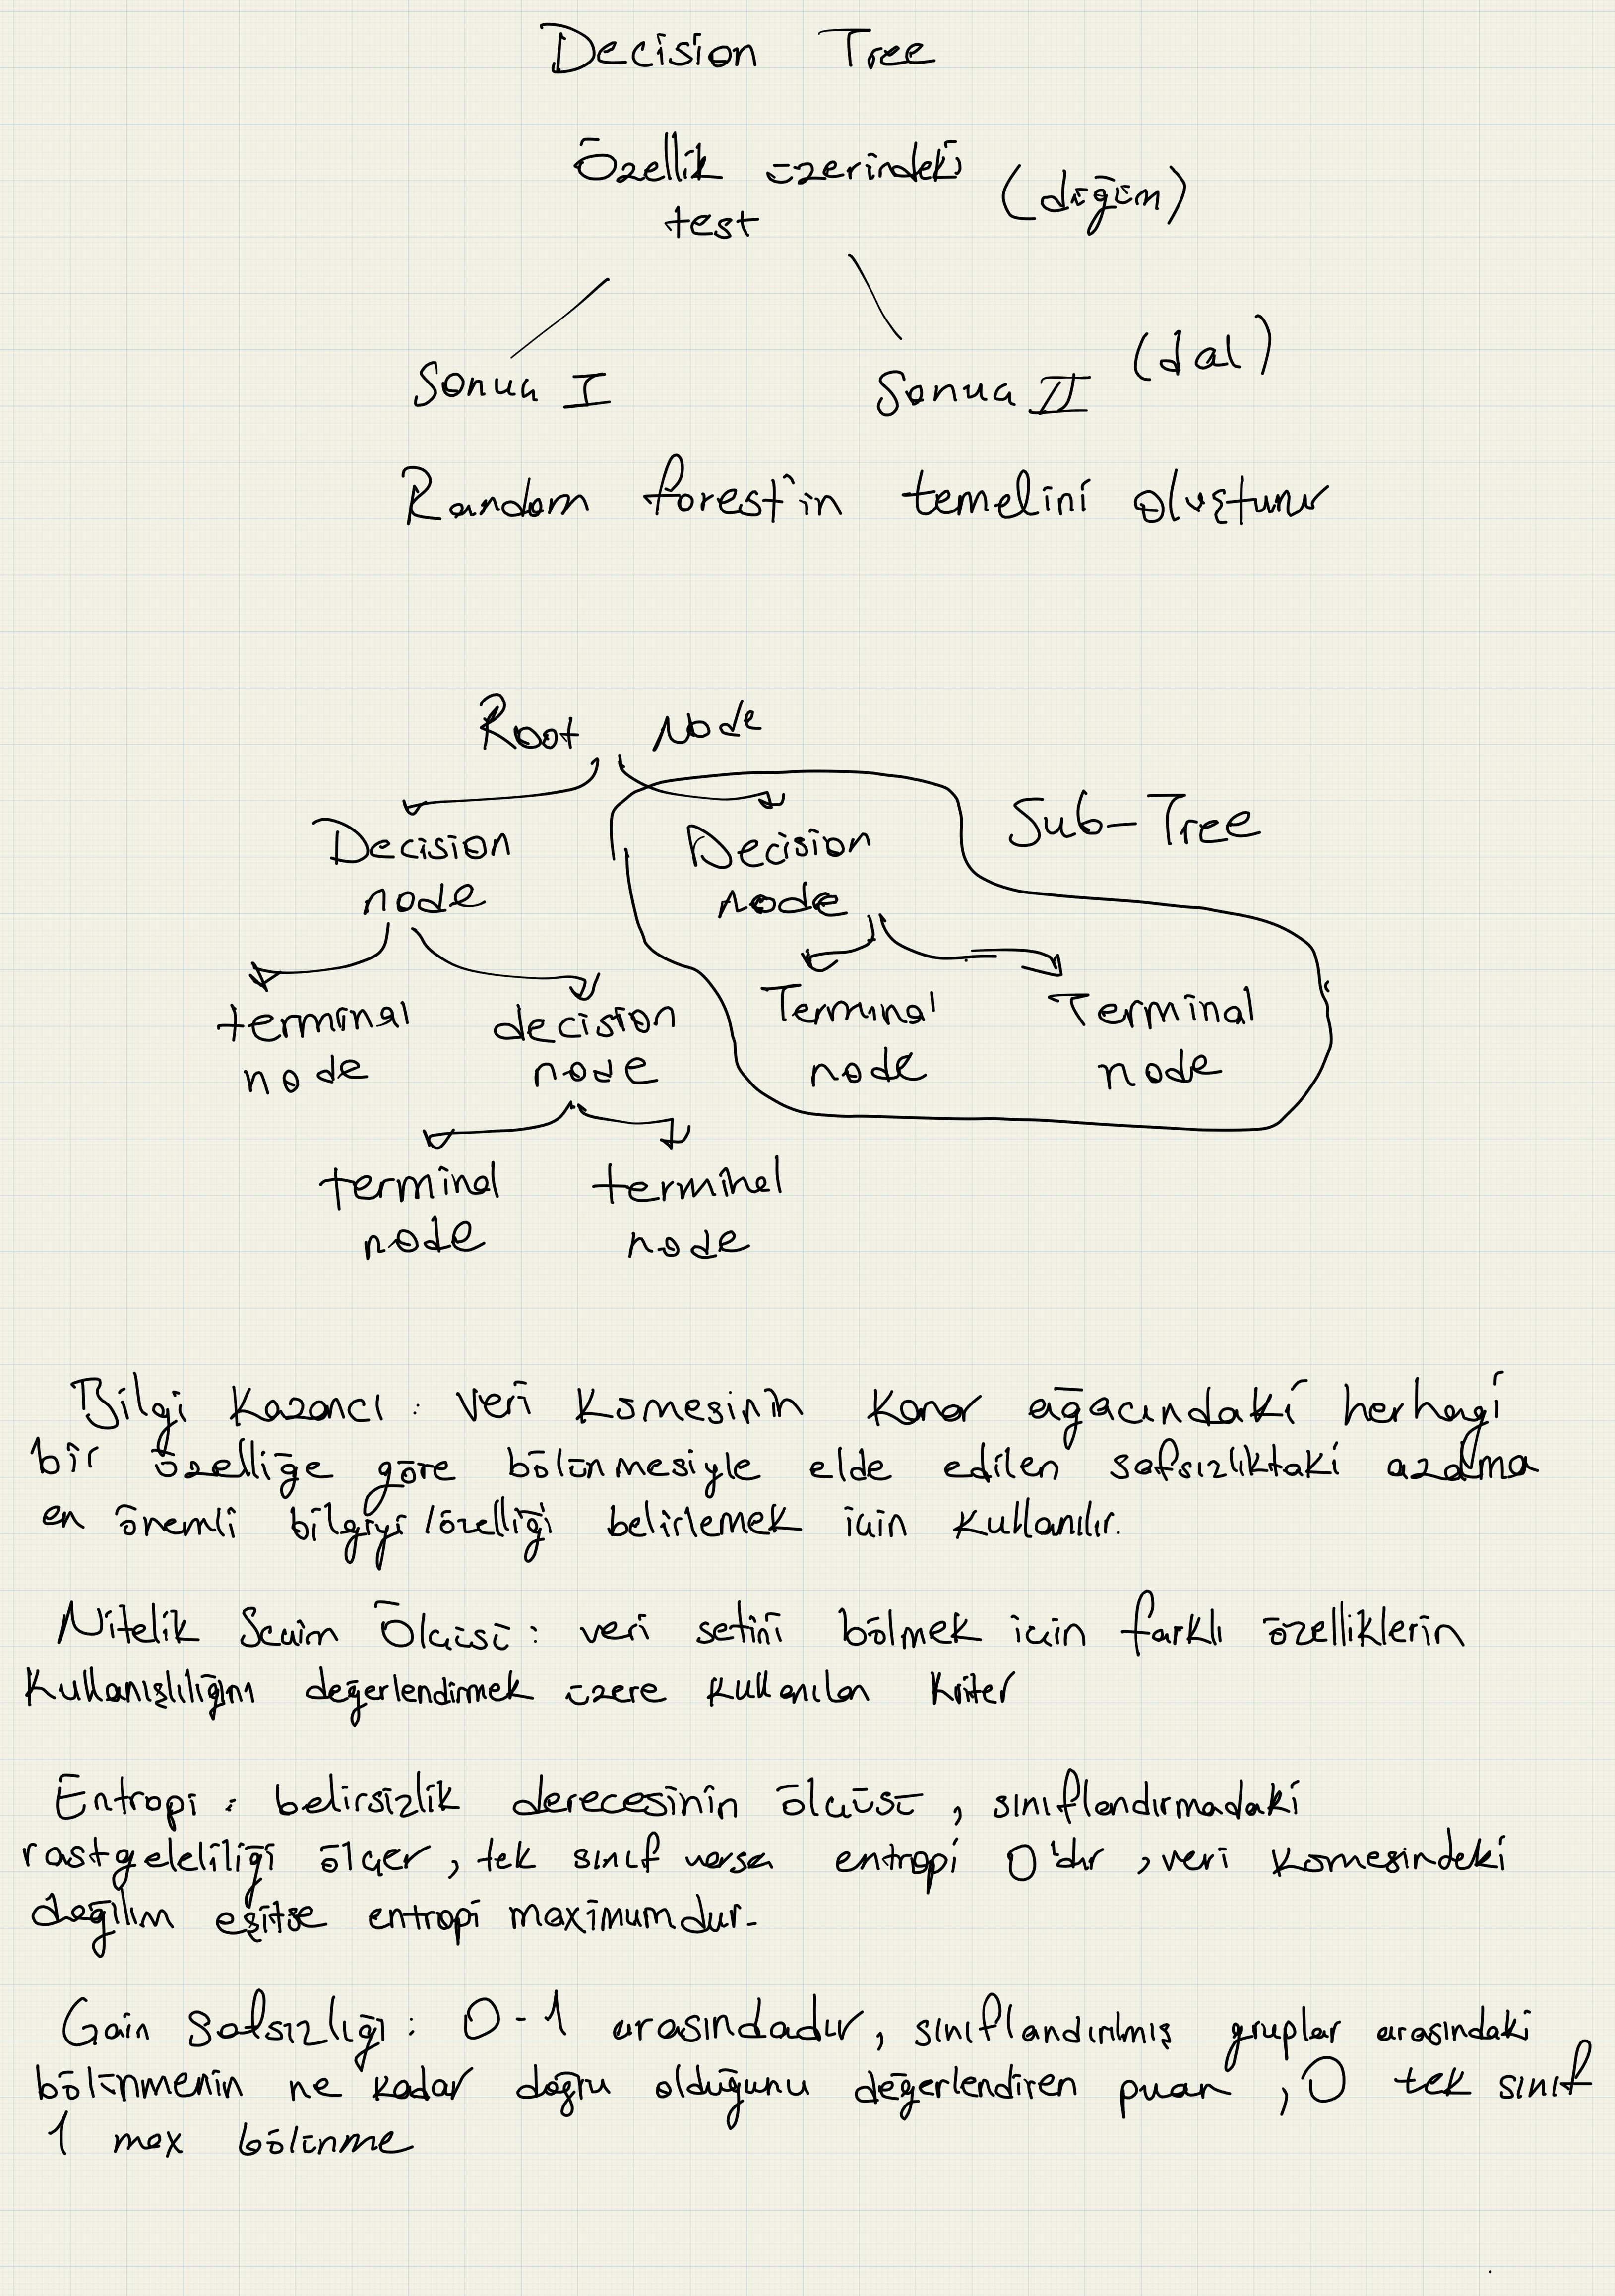 Decision Tree
Özellik üzerindeki (düğüm)
test
Sonuç I Sonuç II (dal)
Random forest'in temelini oluşturur
Root Node
Decision Decision Sub-Tree
node node
terminal decision Terminal Terminal
node node node node
terminal terminal
node node
Bilgi Kazancı : veri kümesinin karar ağacındaki herhagi
bir özelliğe göre bölünmesiyle elde edilen safsızlıktaki azalma
en önemli bilgiyi/özelliği belirlemek için kullanılır.
Nitelik Seçim Ölçüsü : veri setini bölmek için farklı özelliklerin
kullanışlılığını değerlendirmek üzere kullanılan kriter
Entropi : belirsizlik derecesinin ölçüsü , sınıflandırmadaki
rastgeleliliği ölçer , tek sınıf varsa entropi 0'dır , veri kümesindeki
dağılım eşitse entropi maximumdur.
Gain Safsızlığı : 0-1 arasındadır, sınıflandırılmış gruplar arasındaki
bölünmenin ne kadar doğru olduğunu değerlendiren puan , 0 tek sınıf
1 max bölünme